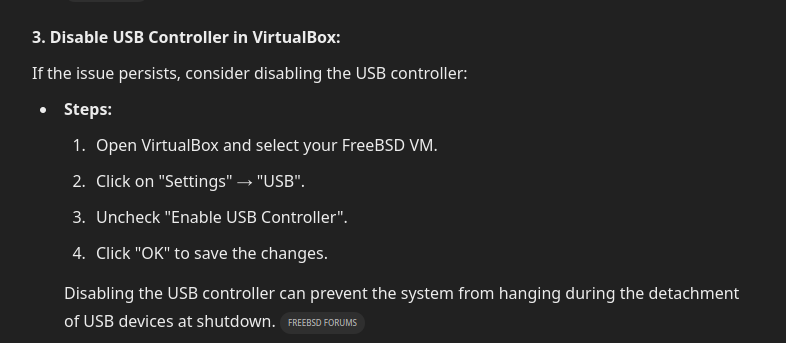 3. Disable USB Controller in VirtualBox:
If the issue persists, consider disabling the USB controller:
• Steps:
1. Open VirtualBox and select your FreeBSD VM.
2. Click on "Settings" → "USB".
3. Uncheck "Enable USB Controller".
4. Click "OK" to save the changes.
Disabling the USB controller can prevent the system from hanging during the detachment
of USB devices at shutdown. FREEBSD FORUMS